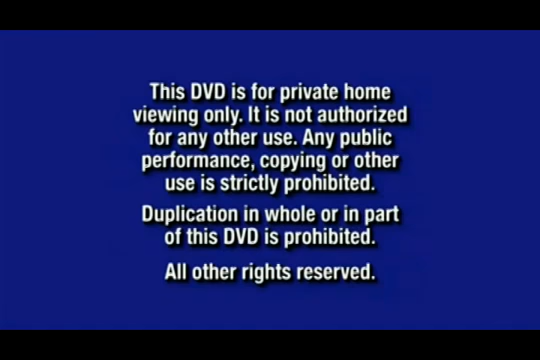 This DVD is for private home
viewing only. It is not authorized
for any other use. Any public
performance, copying or other
use is strictly prohibited.
Duplication in whole or in part
of this DVD is prohibited.
All other rights reserved.